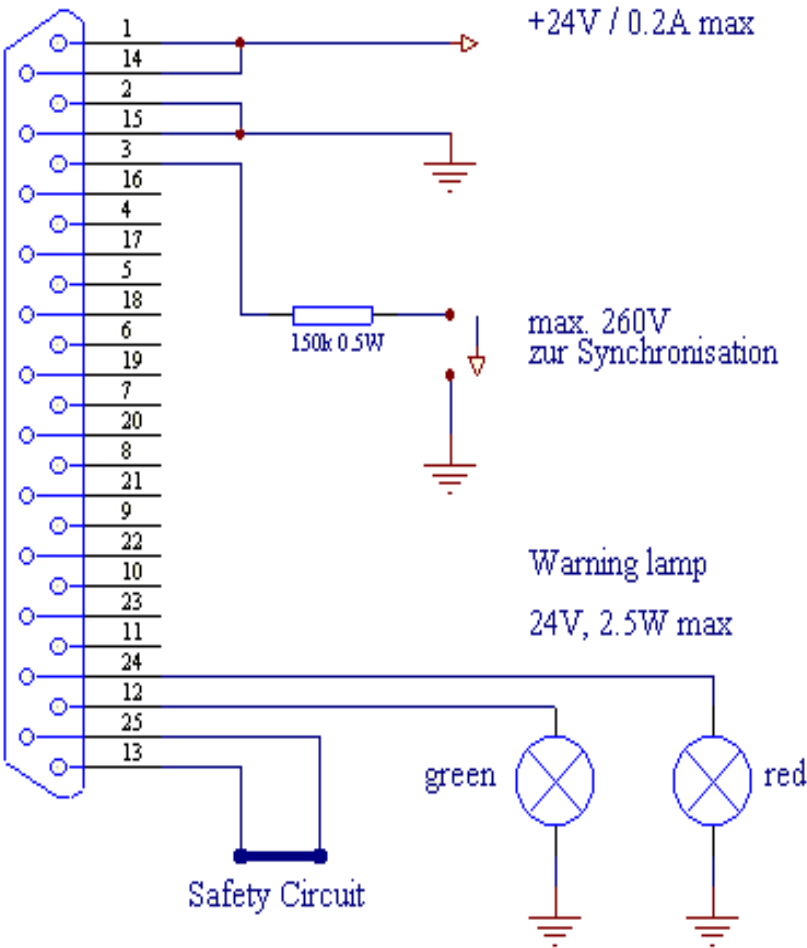 1
+24V / 0.2A max
14
2
15
3
16
4
17
5
18
max. 260V
6
150k 0.5W
zur Synchronisation
19
7
20
8
21
9
22
Warning lamp
10
23
24V, 2.5W max
11
24
12
25
13
green
red
Safety Circuit